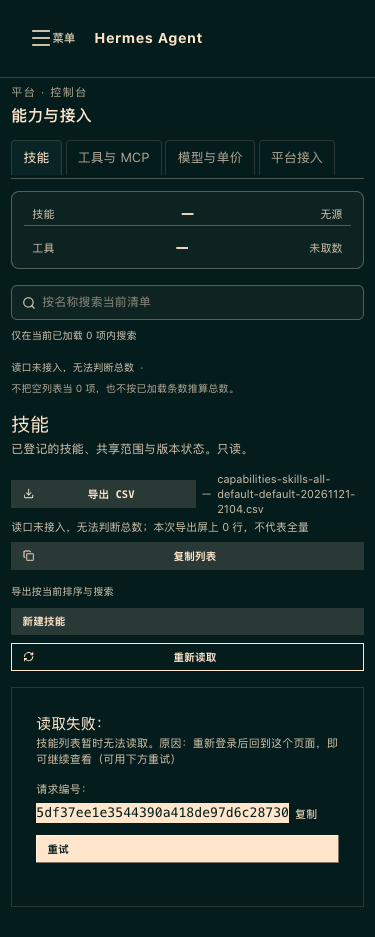 菜单 Hermes Agent
平台 · 控制台
能力与接入
技能 工具与 MCP 模型与单价 平台接入
技能 — 无源
工具 — 未取数
按名称搜索当前清单
仅在当前已加载 0 项内搜索
读口未接入，无法判断总数 ·
不把空列表当 0 项，也不按已加载条数推算总数。
技能
已登记的技能、共享范围与版本状态。只读。
导出 CSV — capabilities-skills-all-
default-default-20261121-
2104.csv
读口未接入，无法判断总数；本次导出屏上 0 行，不代表全量
复制列表
导出按当前排序与搜索
新建技能
重新读取
读取失败：
技能列表暂时无法读取。原因：重新登录后回到这个页面，即
可继续查看（可用下方重试）
请求编号：
5df37ee1e3544390a418de97d6c28730 复制
重试